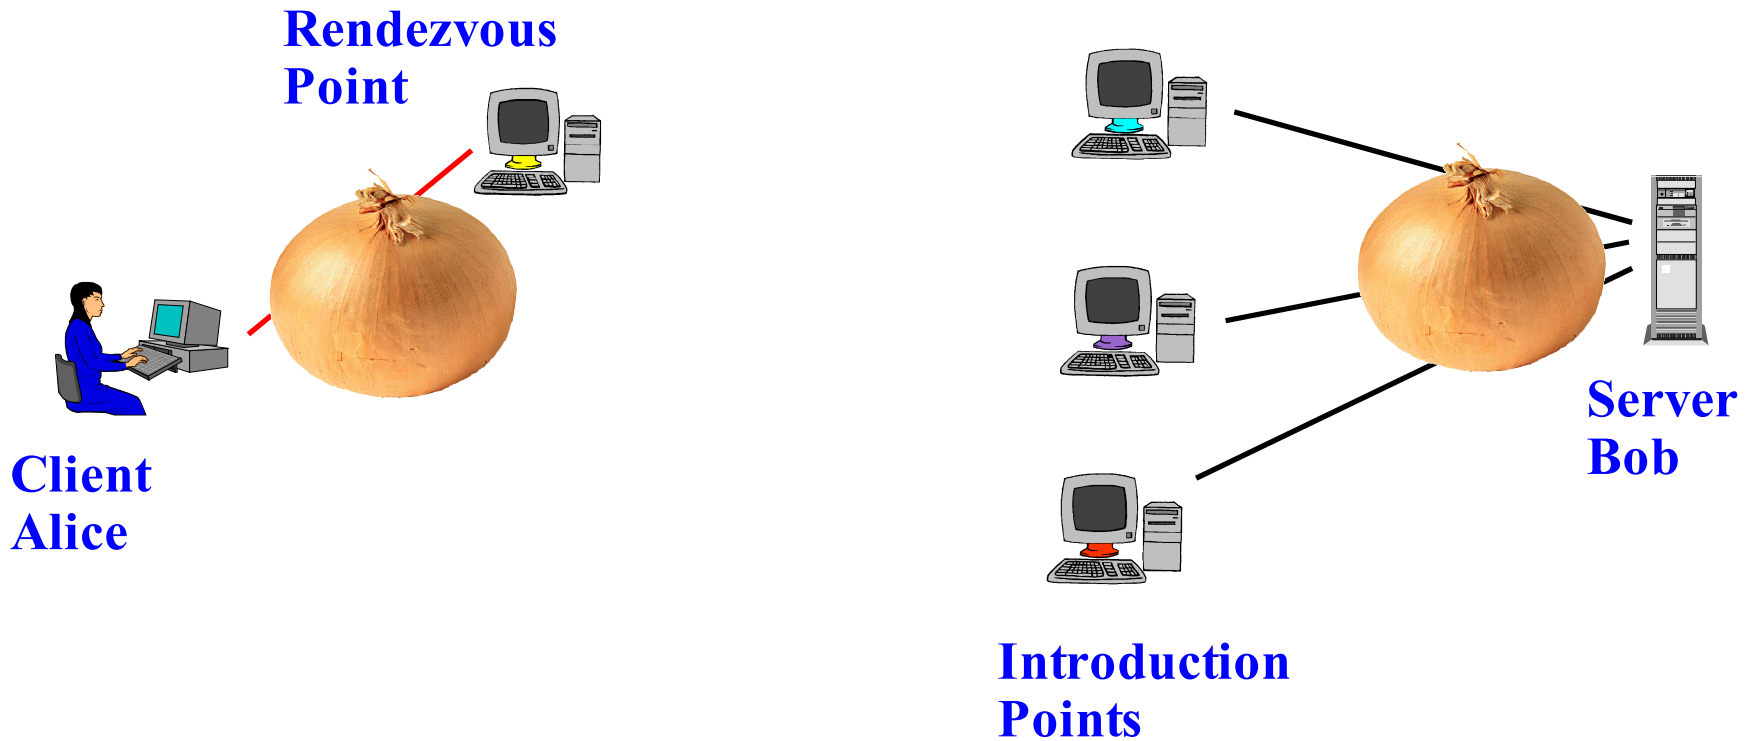 Rendezvous
Point
Client
Alice
Server
Bob
Introduction
Points